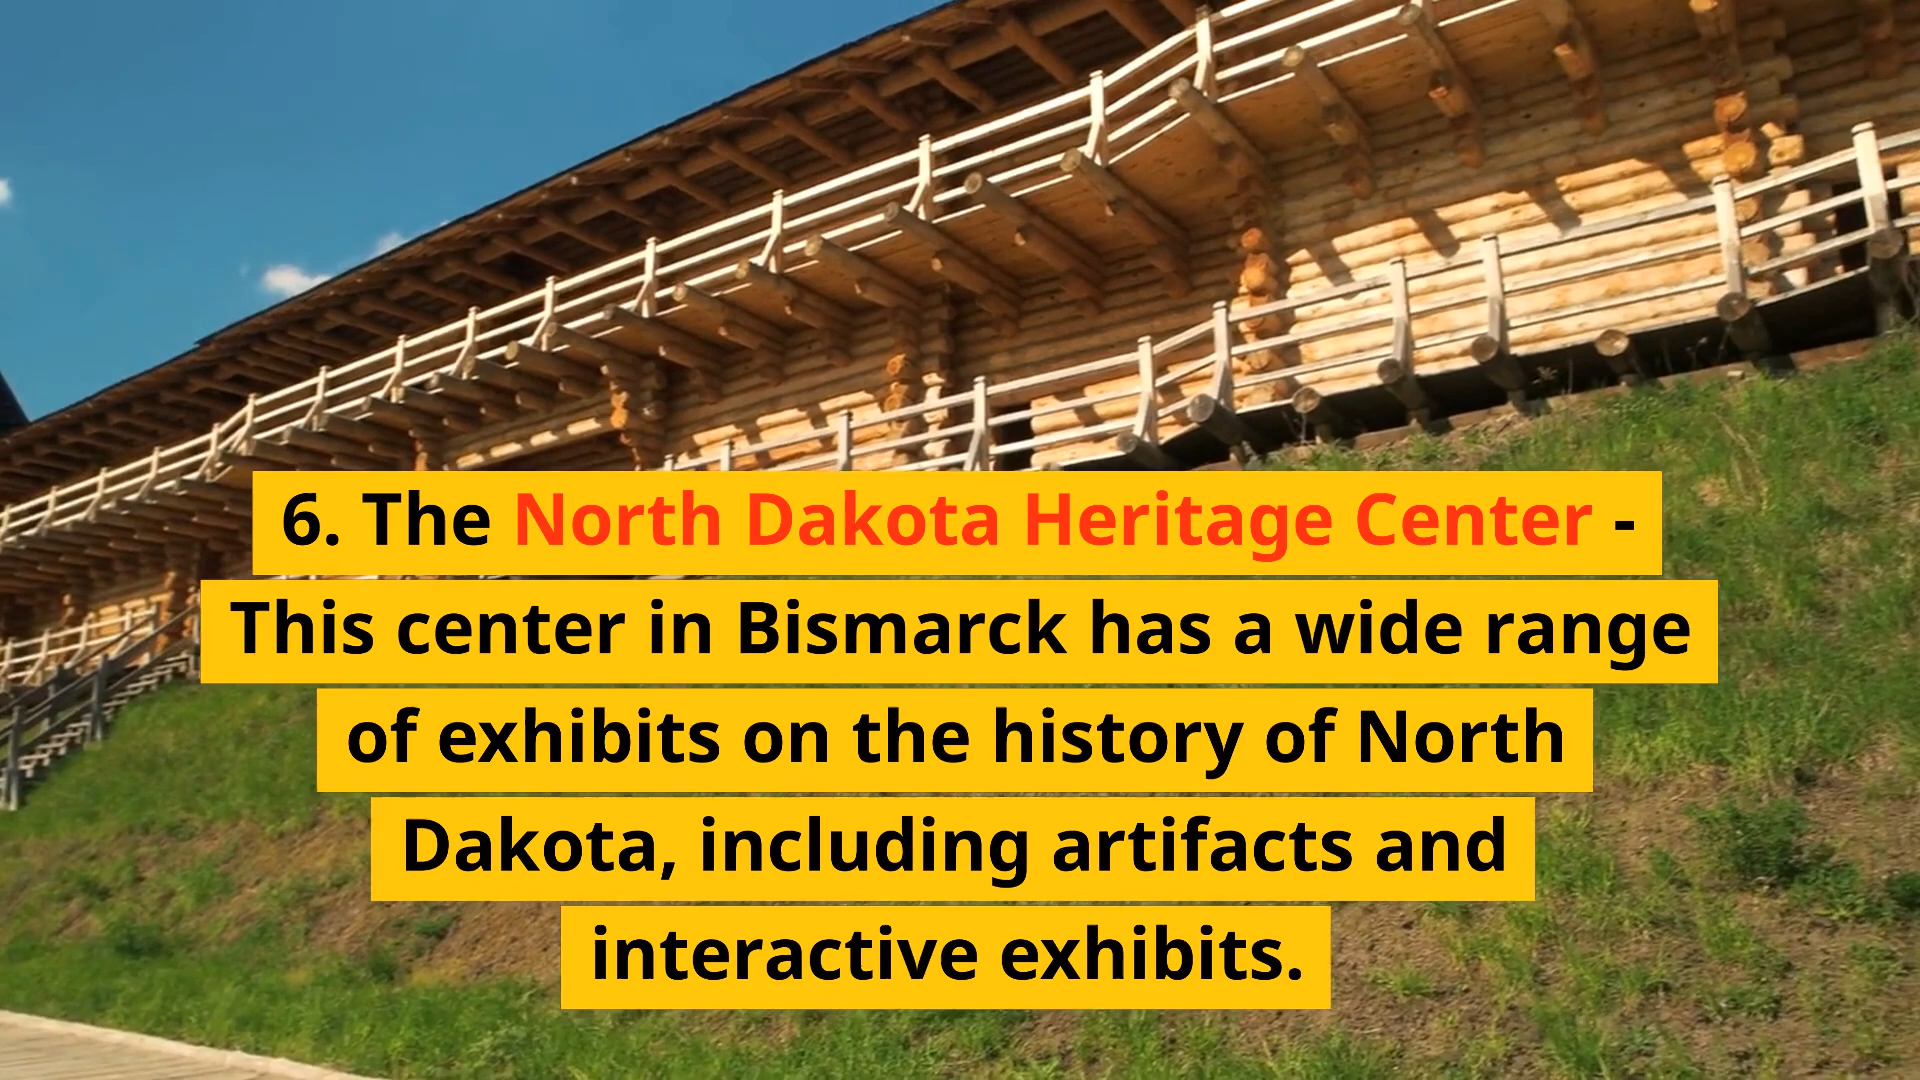 6. The North Dakota Heritage Center -
This center in Bismarck has a wide range
of exhibits on the history of North
Dakota, including artifacts and
interactive exhibits.